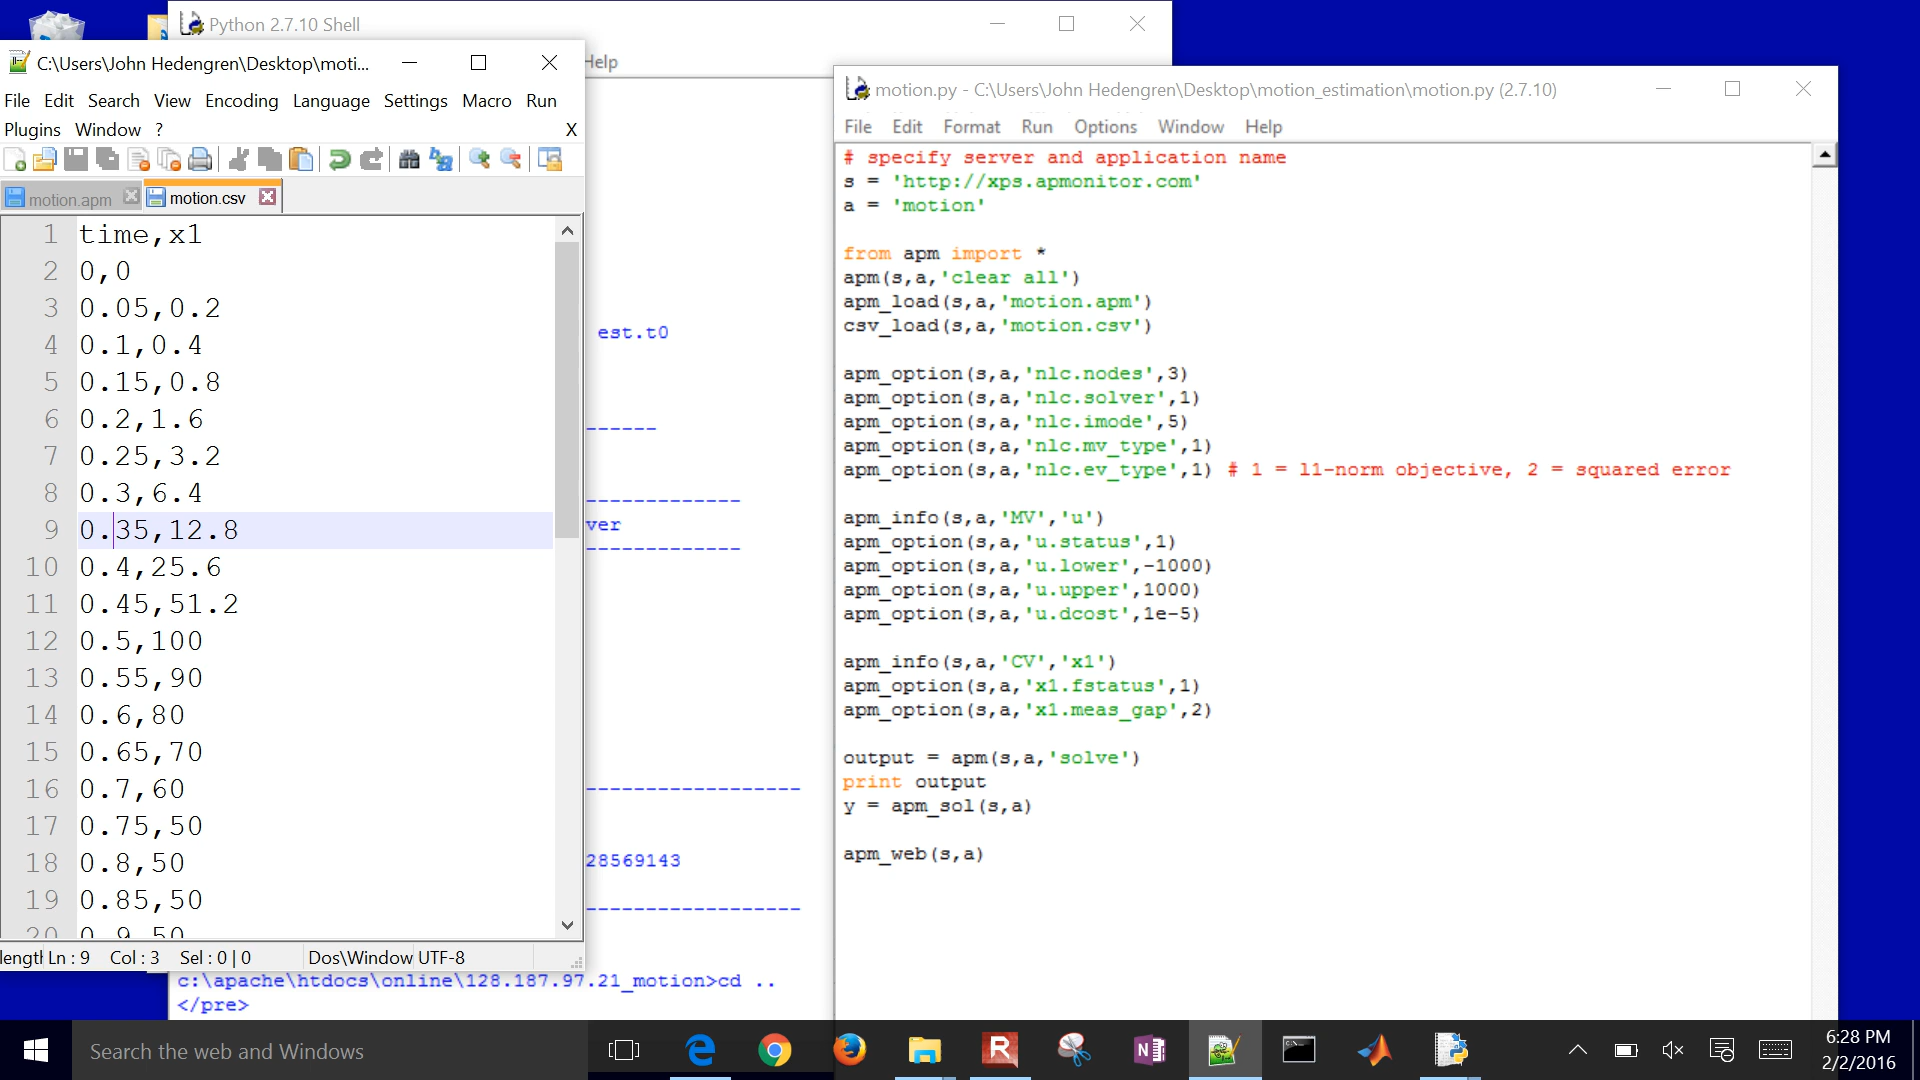 Python 2.7.10 Shell
Help
C:\Users\John Hedengren\Desktop\moti...
File Edit Search View Encoding Language Settings Macro Run
Plugins Window ? X
motion.apm motion.csv
1 time,x1
2 0,0
3 0.05,0.2
4 0.1,0.4
5 0.15,0.8
6 0.2,1.6
7 0.25,3.2
8 0.3,6.4
9 0.35,12.8
10 0.4,25.6
11 0.45,51.2
12 0.5,100
13 0.55,90
14 0.6,80
15 0.65,70
16 0.7,60
17 0.75,50
18 0.8,50
19 0.85,50
20 0.9,50
lengtl Ln : 9 Col : 3 Sel : 0 | 0 Dos\Window UTF-8
est.t0
------
-------------
ver
-------------
------------------
28569143
------------------
c:\apache\htdocs\online\128.187.97.21_motion>cd ..
</pre>
motion.py - C:\Users\John Hedengren\Desktop\motion_estimation\motion.py (2.7.10)
File Edit Format Run Options Window Help
# specify server and application name
s = 'http://xps.apmonitor.com'
a = 'motion'
from apm import *
apm(s,a,'clear all')
apm_load(s,a,'motion.apm')
csv_load(s,a,'motion.csv')
apm_option(s,a,'nlc.nodes',3)
apm_option(s,a,'nlc.solver',1)
apm_option(s,a,'nlc.imode',5)
apm_option(s,a,'nlc.mv_type',1)
apm_option(s,a,'nlc.ev_type',1) # 1 = l1-norm objective, 2 = squared error
apm_info(s,a,'MV','u')
apm_option(s,a,'u.status',1)
apm_option(s,a,'u.lower',-1000)
apm_option(s,a,'u.upper',1000)
apm_option(s,a,'u.dcost',1e-5)
apm_info(s,a,'CV','x1')
apm_option(s,a,'x1.fstatus',1)
apm_option(s,a,'x1.meas_gap',2)
output = apm(s,a,'solve')
print output
y = apm_sol(s,a)
apm_web(s,a)
Search the web and Windows
6:28 PM
2/2/2016